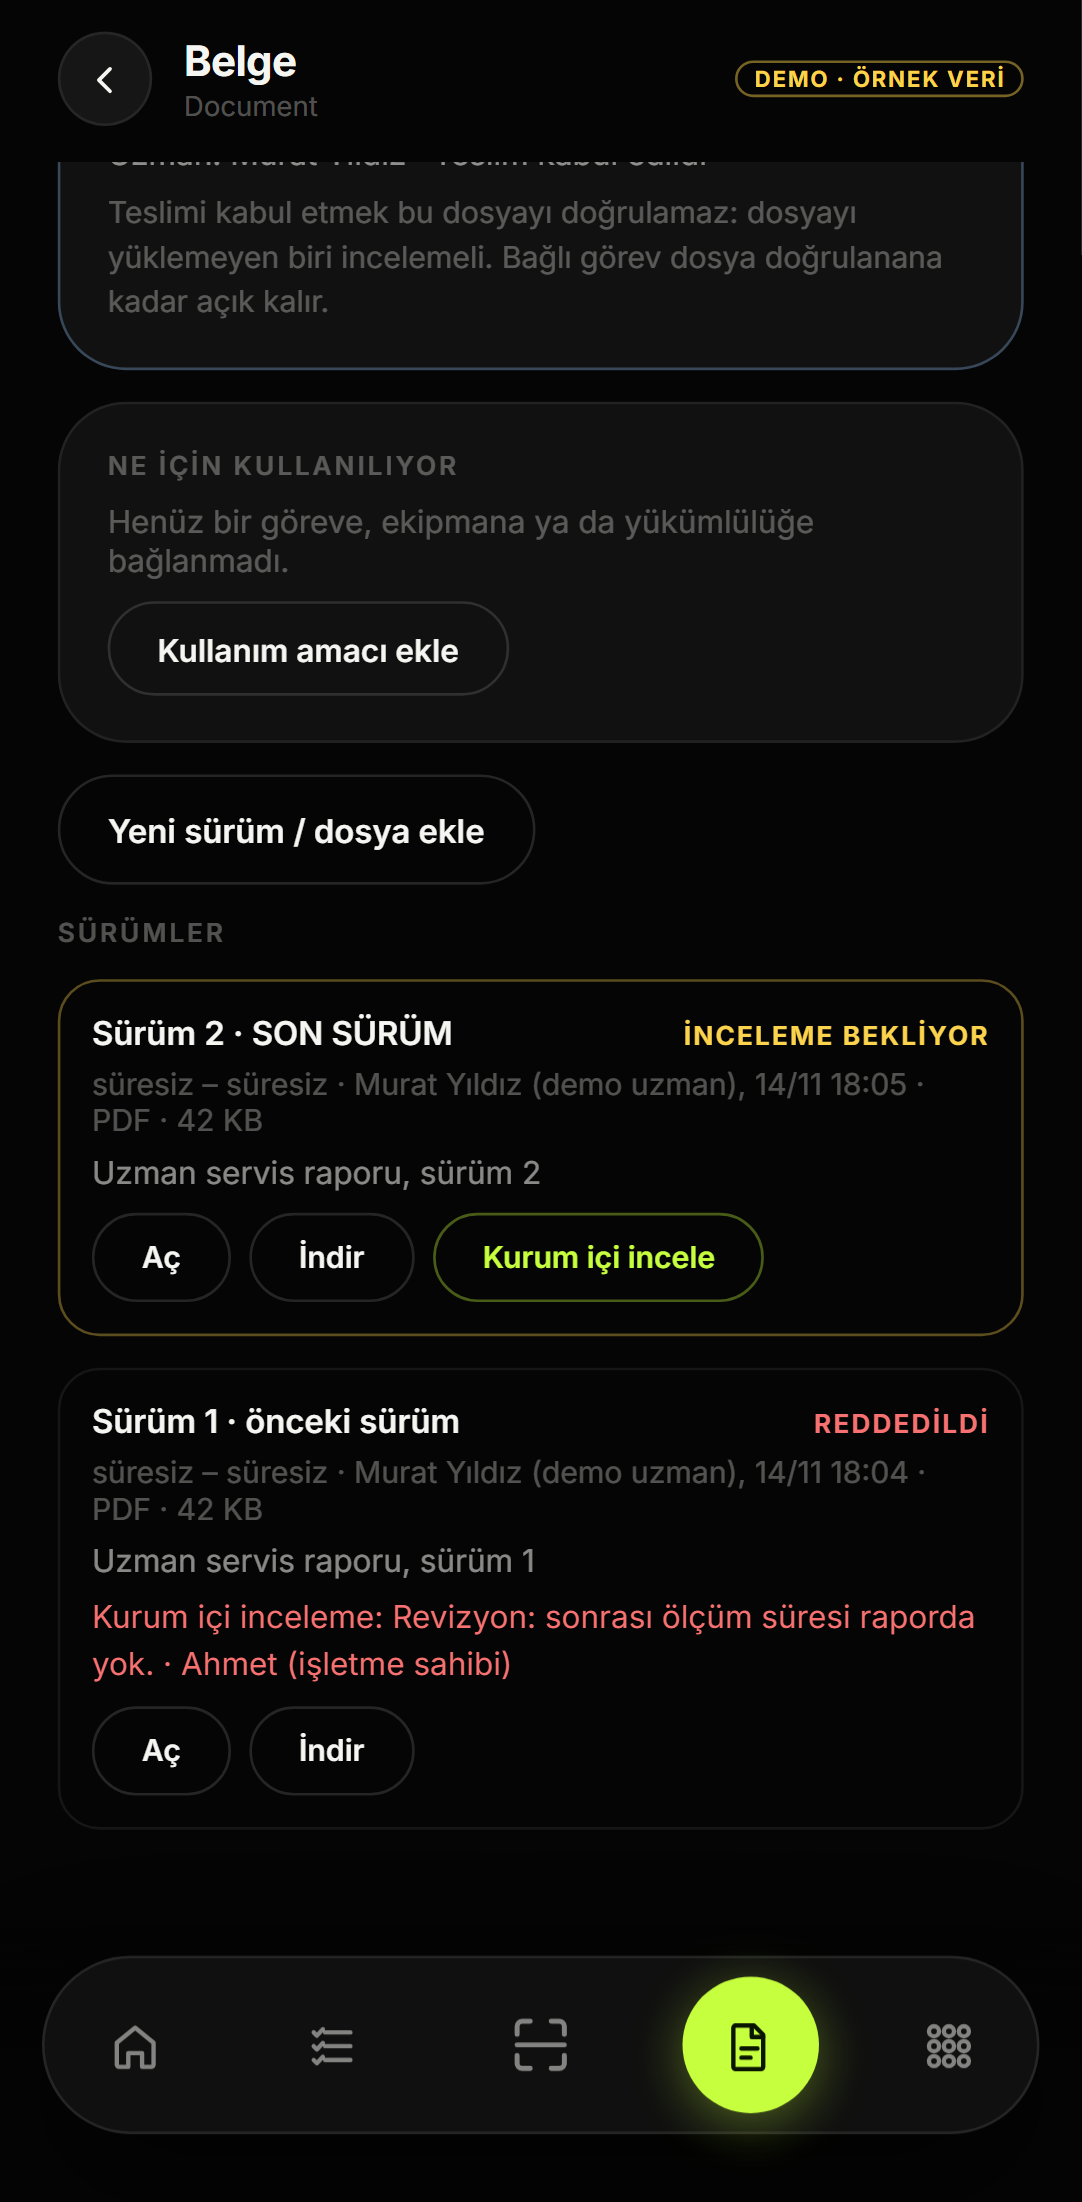 Belge
Document
DEMO · ÖRNEK VERİ
Teslimi kabul etmek bu dosyayı doğrulamaz: dosyayı
yüklemeyen biri incelemeli. Bağlı görev dosya doğrulanana
kadar açık kalır.
NE İÇİN KULLANILIYOR
Henüz bir göreve, ekipmana ya da yükümlülüğe
bağlanmadı.
Kullanım amacı ekle
Yeni sürüm / dosya ekle
SÜRÜMLER
Sürüm 2 · SON SÜRÜM
İNCELEME BEKLİYOR
süresiz – süresiz · Murat Yıldız (demo uzman), 14/11 18:05 ·
PDF · 42 KB
Uzman servis raporu, sürüm 2
Aç
İndir
Kurum içi incele
Sürüm 1 · önceki sürüm
REDDEDİLDİ
süresiz – süresiz · Murat Yıldız (demo uzman), 14/11 18:04 ·
PDF · 42 KB
Uzman servis raporu, sürüm 1
Kurum içi inceleme: Revizyon: sonrası ölçüm süresi raporda
yok. · Ahmet (işletme sahibi)
Aç
İndir